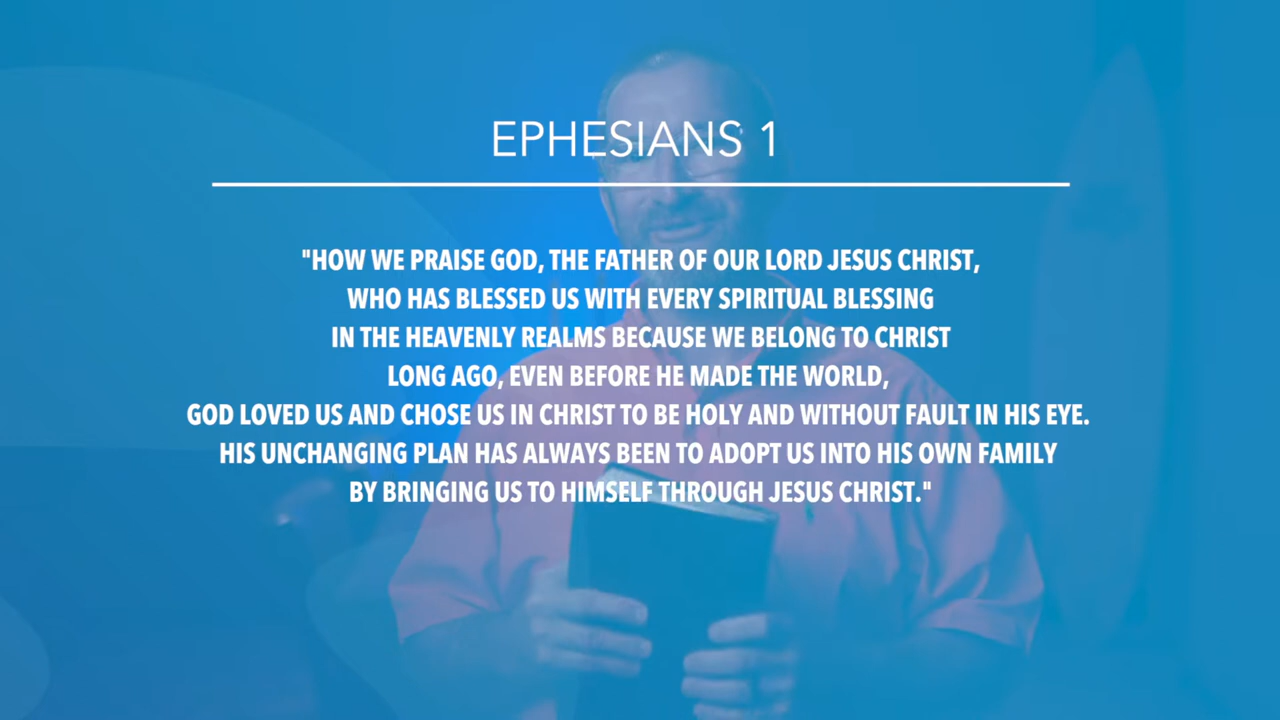 EPHESIANS 1
"HOW WE PRAISE GOD, THE FATHER OF OUR LORD JESUS CHRIST,
WHO HAS BLESSED US WITH EVERY SPIRITUAL BLESSING
IN THE HEAVENLY REALMS BECAUSE WE BELONG TO CHRIST
LONG AGO, EVEN BEFORE HE MADE THE WORLD,
GOD LOVED US AND CHOSE US IN CHRIST TO BE HOLY AND WITHOUT FAULT IN HIS EYE.
HIS UNCHANGING PLAN HAS ALWAYS BEEN TO ADOPT US INTO HIS OWN FAMILY
BY BRINGING US TO HIMSELF THROUGH JESUS CHRIST."